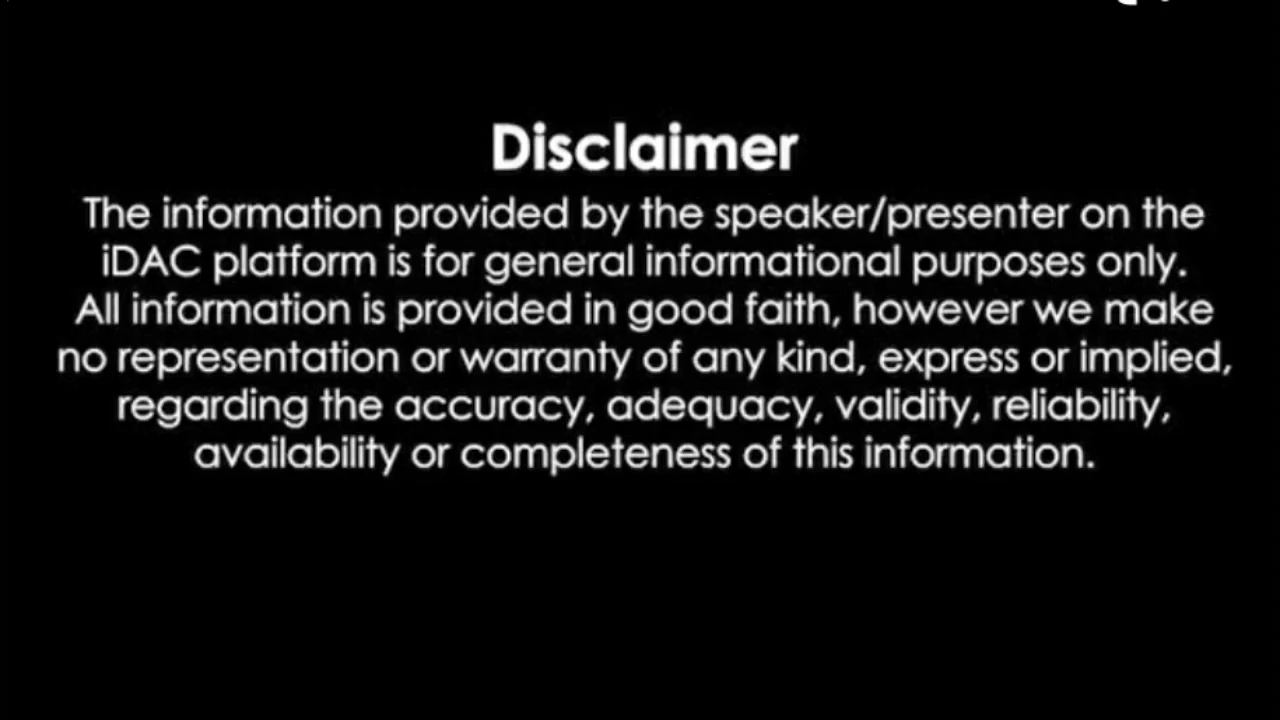 Disclaimer
The information provided by the speaker/presenter on the
iDAC platform is for general informational purposes only.
All information is provided in good faith, however we make
no representation or warranty of any kind, express or implied,
regarding the accuracy, adequacy, validity, reliability,
availability or completeness of this information.